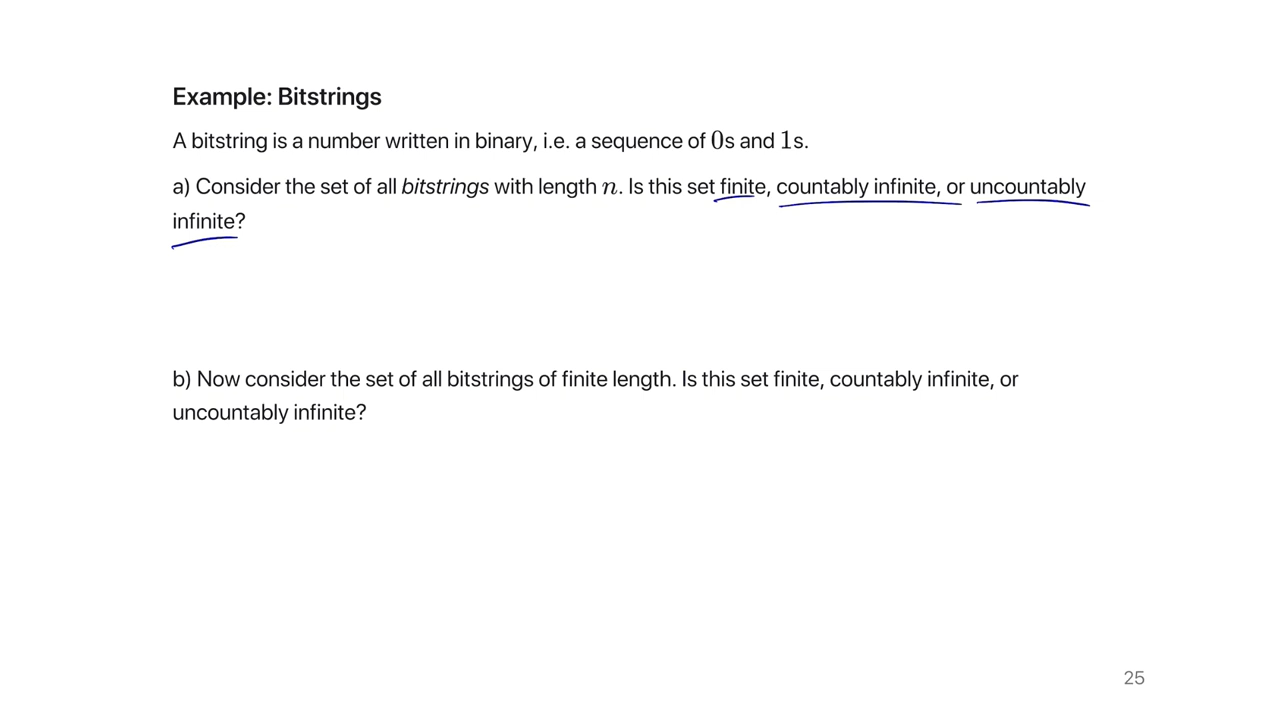 Example: Bitstrings
A bitstring is a number written in binary, i.e. a sequence of 0s and 1s.
a) Consider the set of all bitstrings with length n. Is this set finite, countably infinite, or uncountably
infinite?
b) Now consider the set of all bitstrings of finite length. Is this set finite, countably infinite, or
uncountably infinite?
25